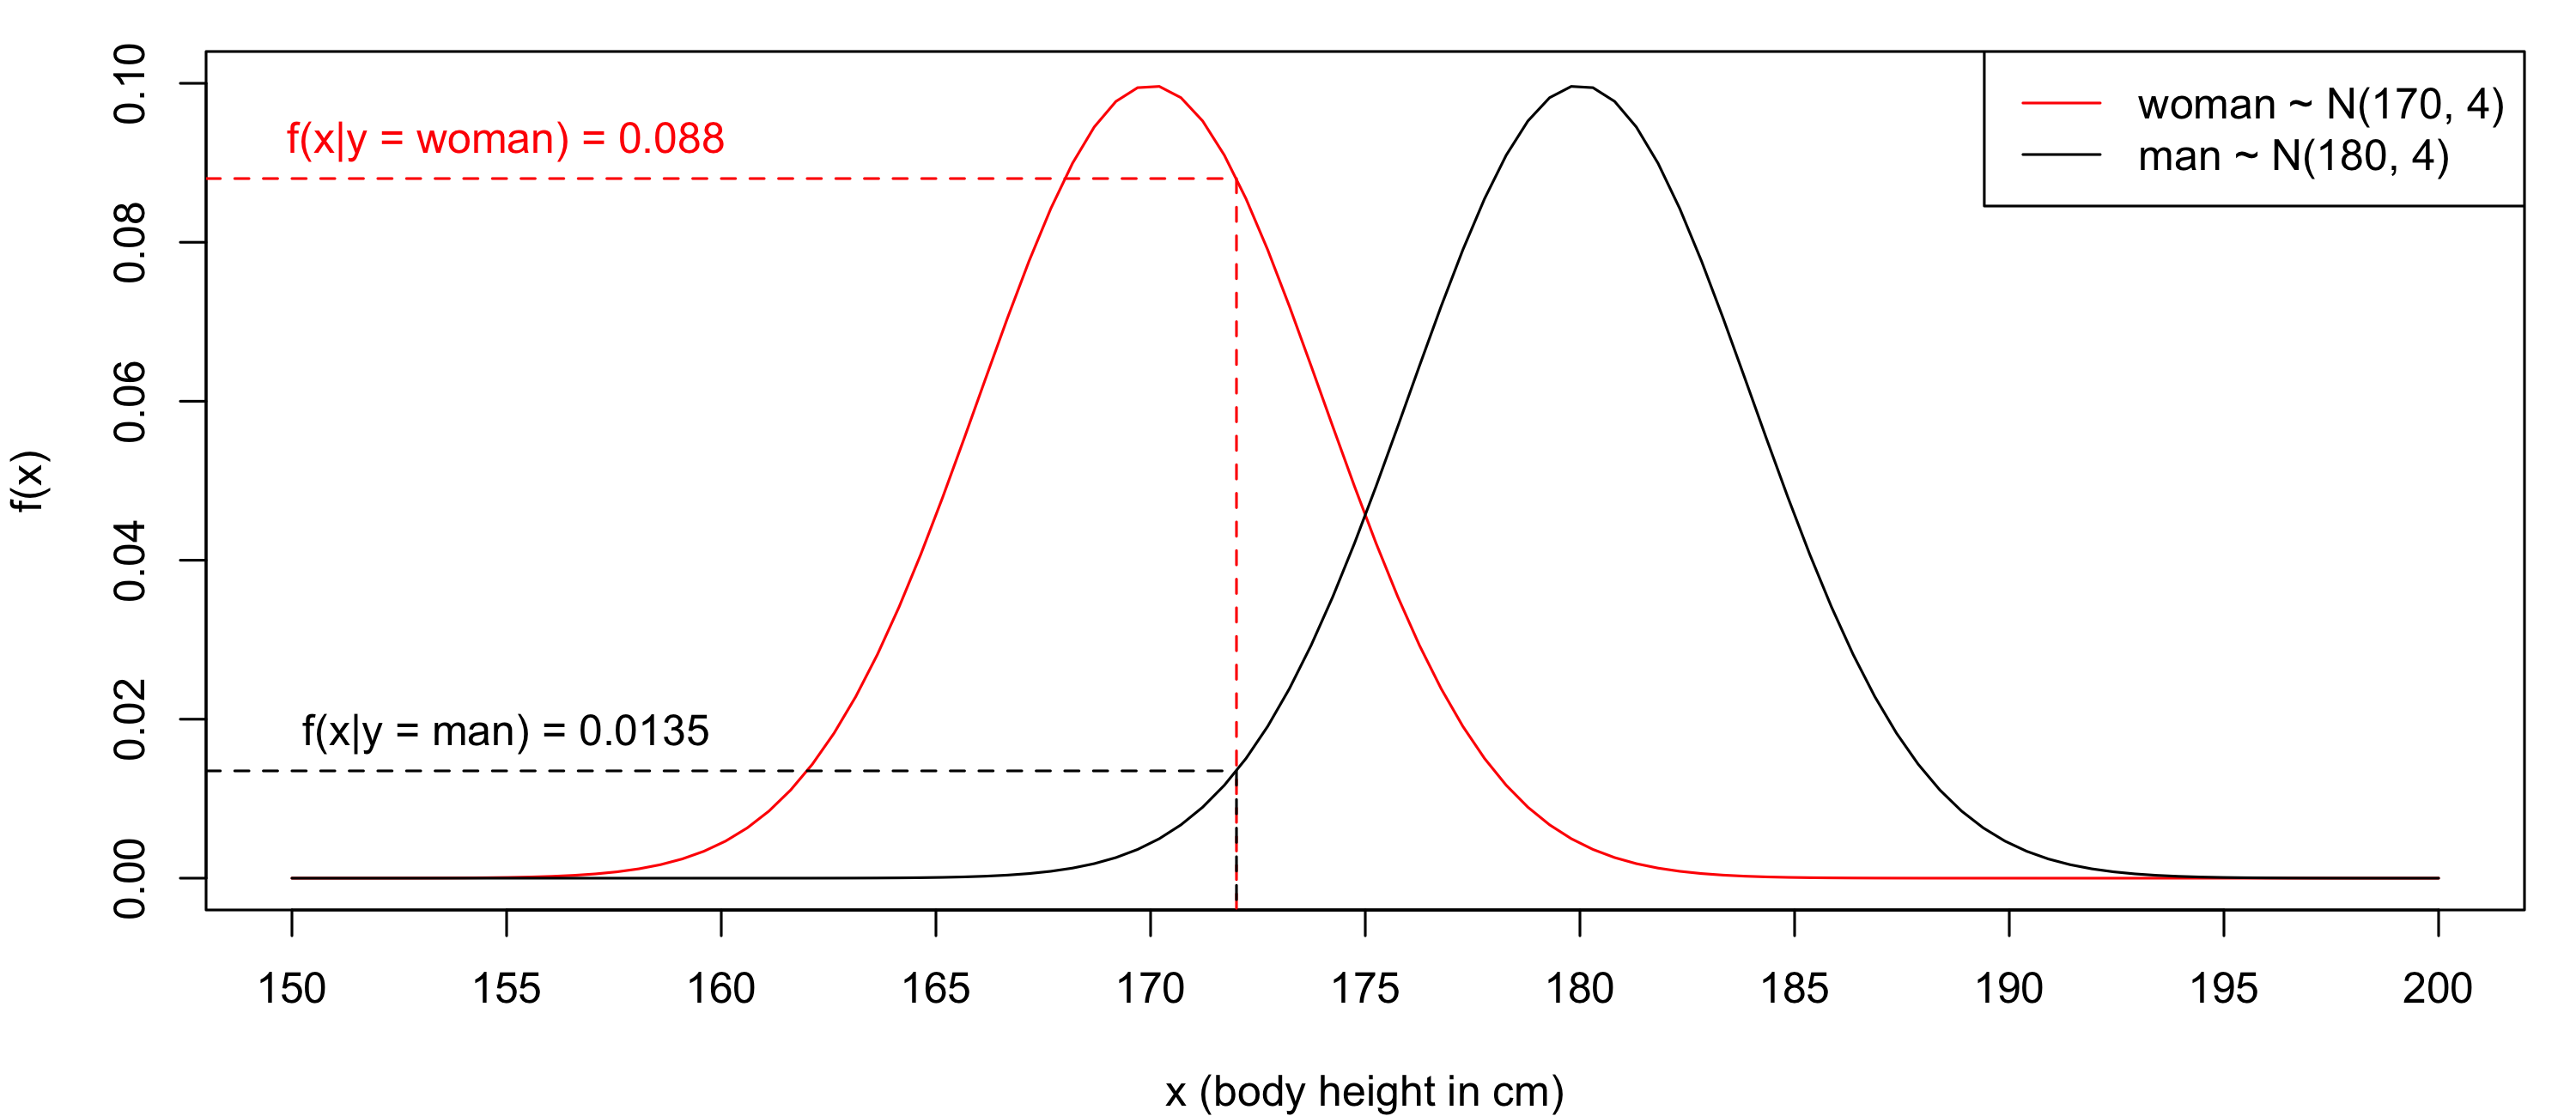 woman ~ N(170, 4)
man ~ N(180, 4)
f(x|y = woman) = 0.088
f(x|y = man) = 0.0135
f(x)
0.10
0.08
0.06
0.04
0.02
0.00
150 155 160 165 170 175 180 185 190 195 200
x (body height in cm)